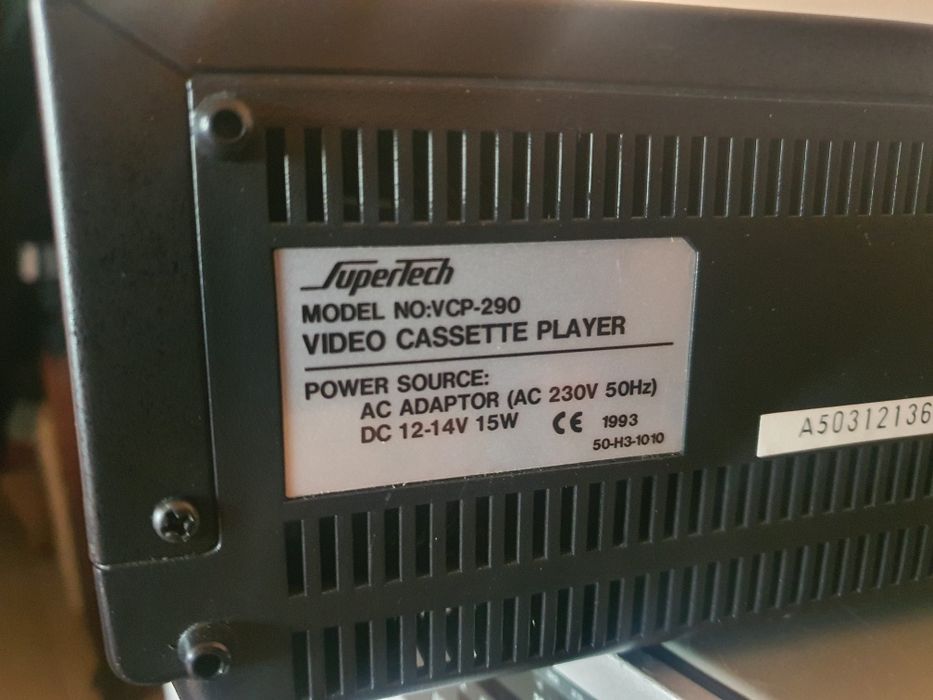 SuperTech
MODEL NO:VCP-290
VIDEO CASSETTE PLAYER
POWER SOURCE:
AC ADAPTOR (AC 230V 50Hz)
DC 12-14V 15W CE 1993
50-H3-1010
A50312136